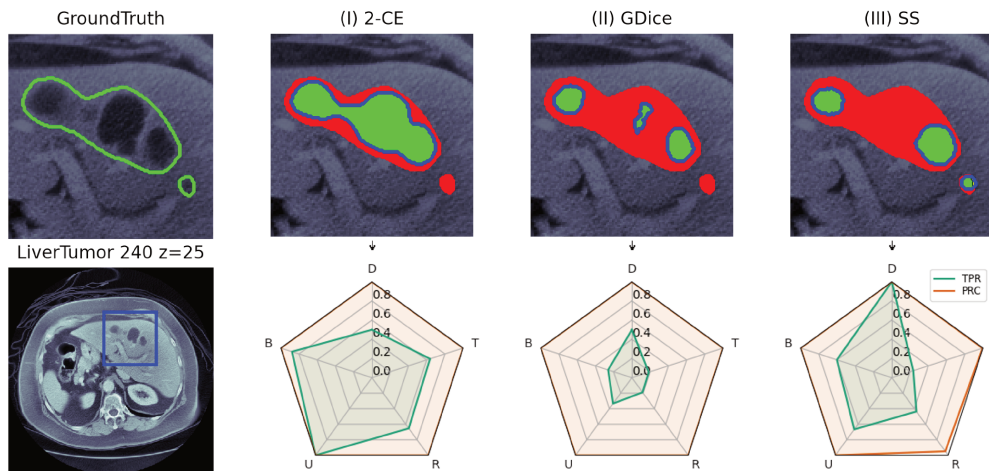 GroundTruth
(I) 2-CE
(II) GDice
(III) SS
LiverTumor 240 z=25
D
0.8
0.6
0.4
0.2
0.0
B
T
U
R
D
0.8
0.6
0.4
0.2
0.0
B
T
U
R
D
0.8
0.6
0.4
0.2
0.0
B
U
R
TPR
PRC